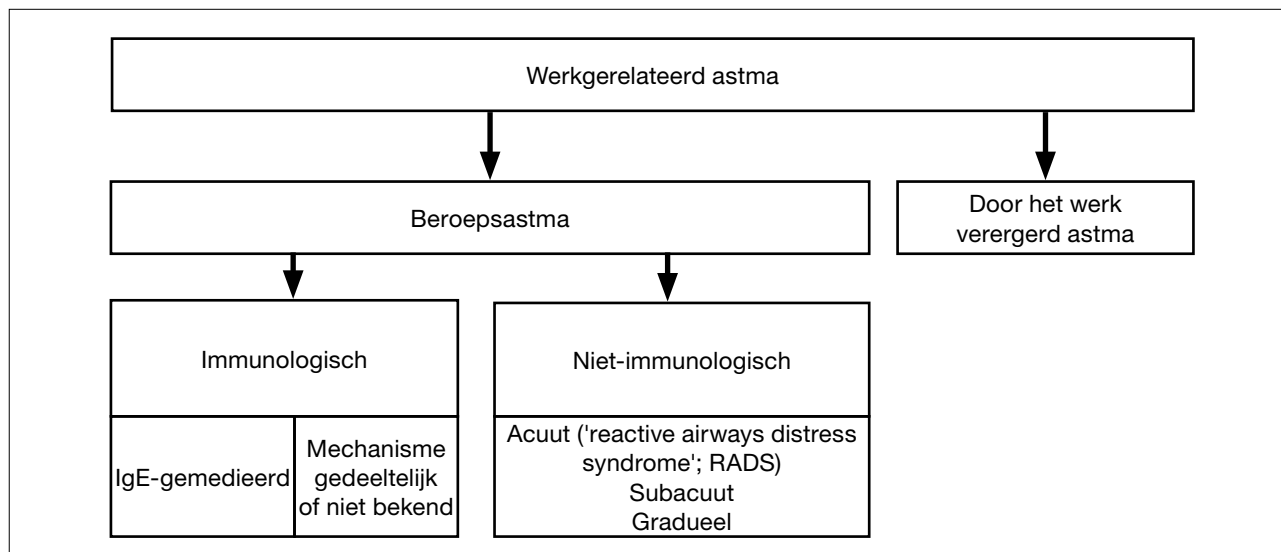 Werkgerelateerd astma
Beroepsastma
Door het werk
verergerd astma
Immunologisch
Niet-immunologisch
IgE-gemedieerd
Mechanisme
gedeeltelijk
of niet bekend
Acuut ('reactive airways distress
syndrome'; RADS)
Subacuut
Gradueel